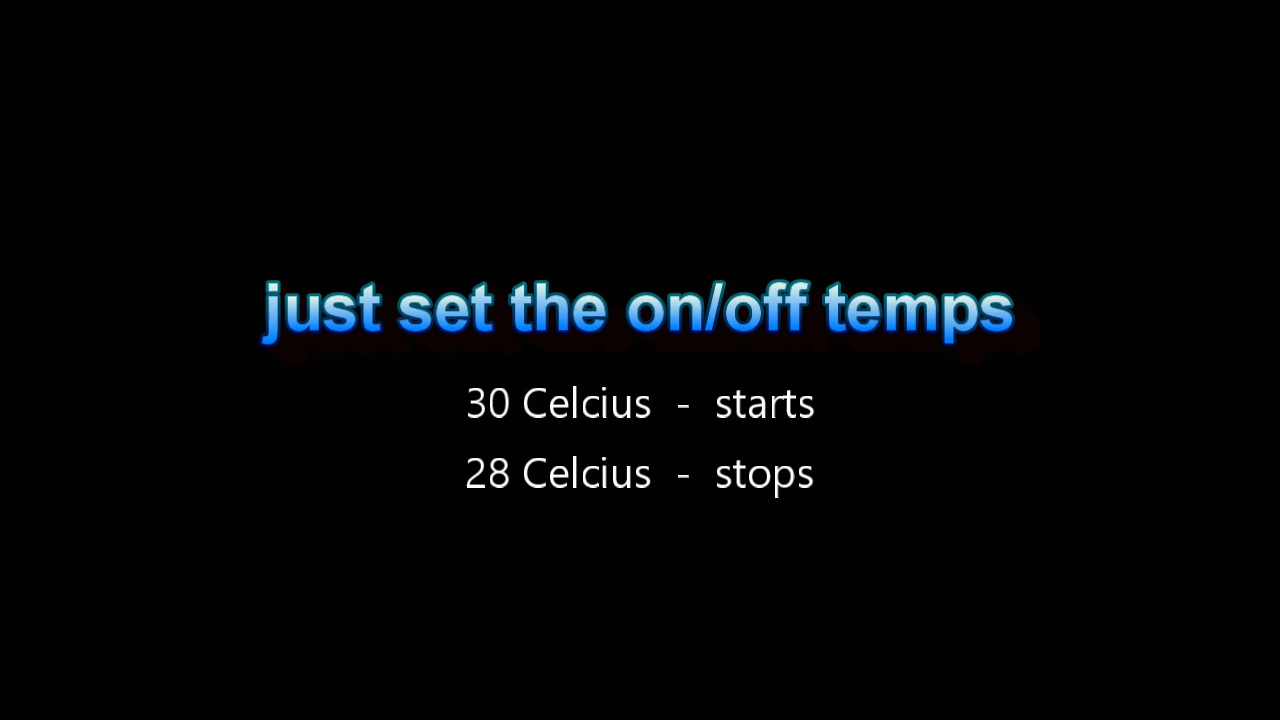 just set the on/off temps
30 Celcius - starts
28 Celcius - stops